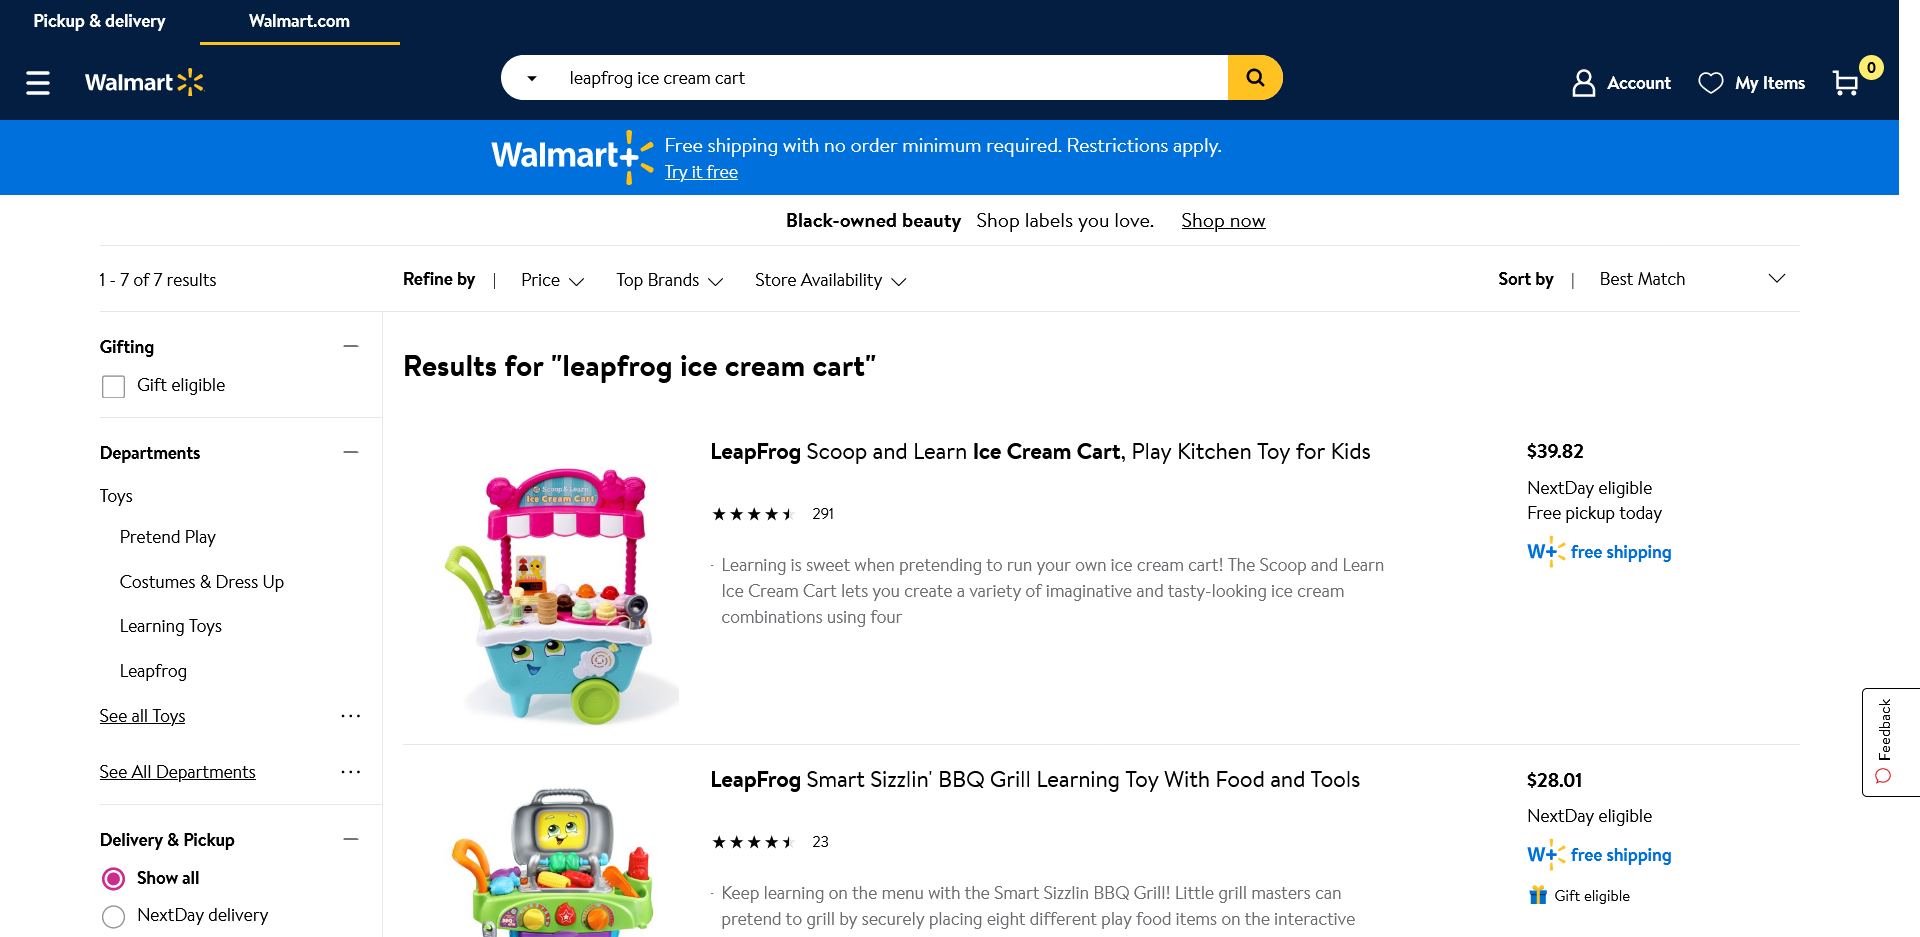 Pickup & delivery
Walmart.com
Walmart
leapfrog ice cream cart
Account
My Items
0
Walmart+
Free shipping with no order minimum required. Restrictions apply.
Try it free
Black-owned beauty Shop labels you love. Shop now
1 - 7 of 7 results
Refine by | Price Top Brands Store Availability
Sort by | Best Match
Gifting
Gift eligible
Departments
Toys
Pretend Play
Costumes & Dress Up
Learning Toys
Leapfrog
See all Toys ...
See All Departments ...
Delivery & Pickup
Show all
NextDay delivery
Results for "leapfrog ice cream cart"
Scoop & Learn
Ice Cream Cart
LeapFrog Scoop and Learn Ice Cream Cart, Play Kitchen Toy for Kids
291
· Learning is sweet when pretending to run your own ice cream cart! The Scoop and Learn
Ice Cream Cart lets you create a variety of imaginative and tasty-looking ice cream
combinations using four
$39.82
NextDay eligible
Free pickup today
W+ free shipping
LeapFrog Smart Sizzlin' BBQ Grill Learning Toy With Food and Tools
23
· Keep learning on the menu with the Smart Sizzlin BBQ Grill! Little grill masters can
pretend to grill by securely placing eight different play food items on the interactive
$28.01
NextDay eligible
W+ free shipping
Gift eligible
Feedback